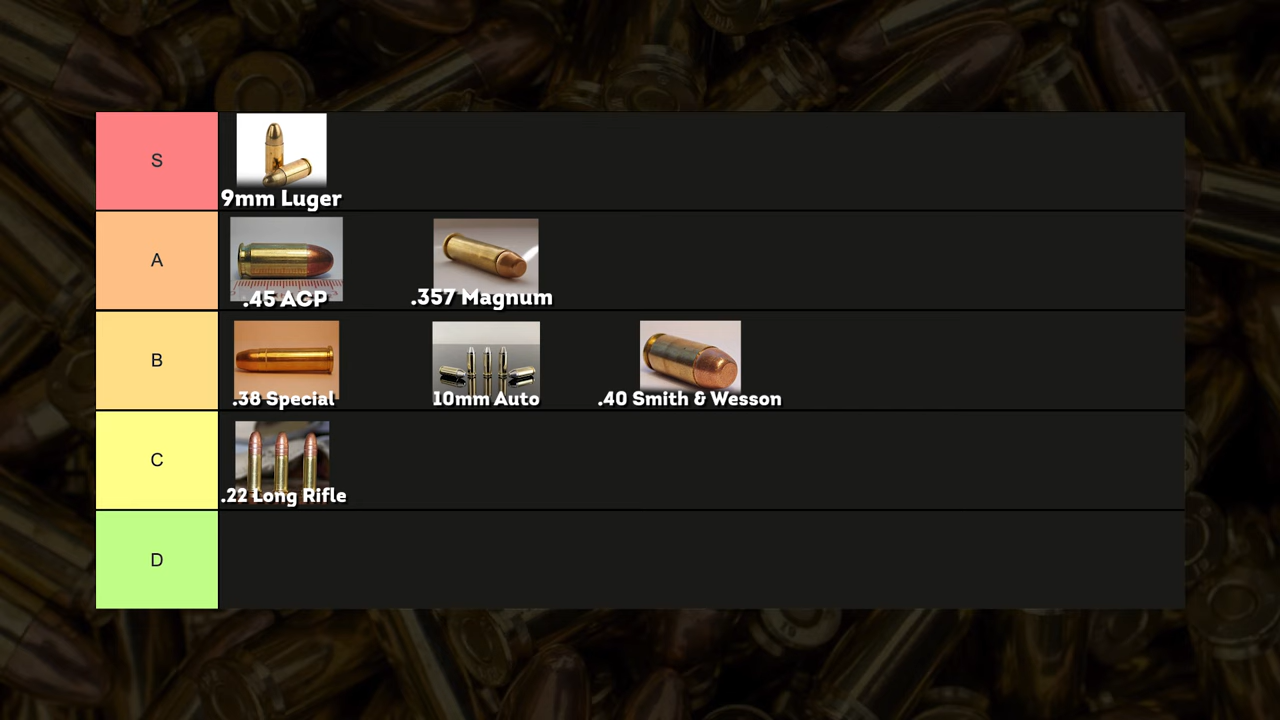 S
9mm Luger
A
.45 ACP
.357 Magnum
B
.38 Special
10mm Auto
.40 Smith & Wesson
C
.22 Long Rifle
D